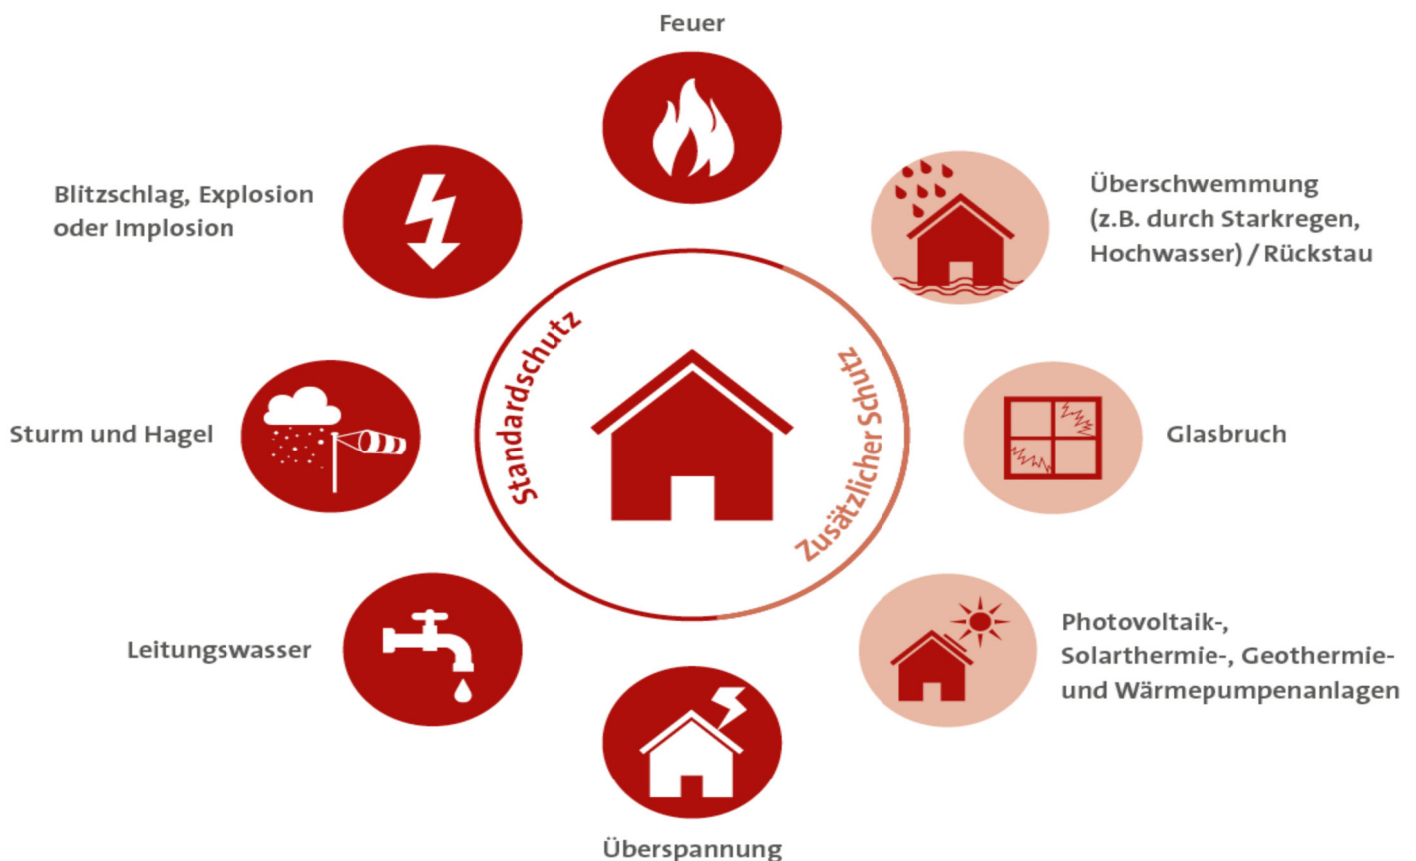 Feuer
Blitzschlag, Explosion
oder Implosion
Überschwemmung
(z.B. durch Starkregen,
Hochwasser) / Rückstau
Standardschutz
Zusätzlicher Schutz
Sturm und Hagel
Glasbruch
Leitungswasser
Photovoltaik-,
Solarthermie-, Geothermie-
und Wärmepumpenanlagen
Überspannung